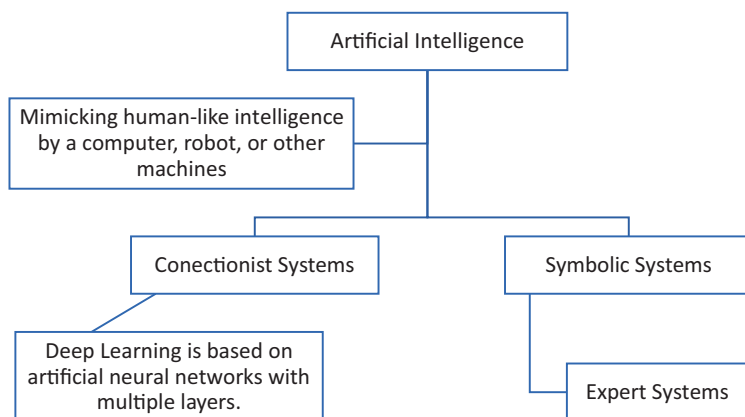 Artificial Intelligence
Mimicking human-like intelligence
by a computer, robot, or other
machines
Conectionist Systems
Symbolic Systems
Deep Learning is based on
artificial neural networks with
multiple layers.
Expert Systems